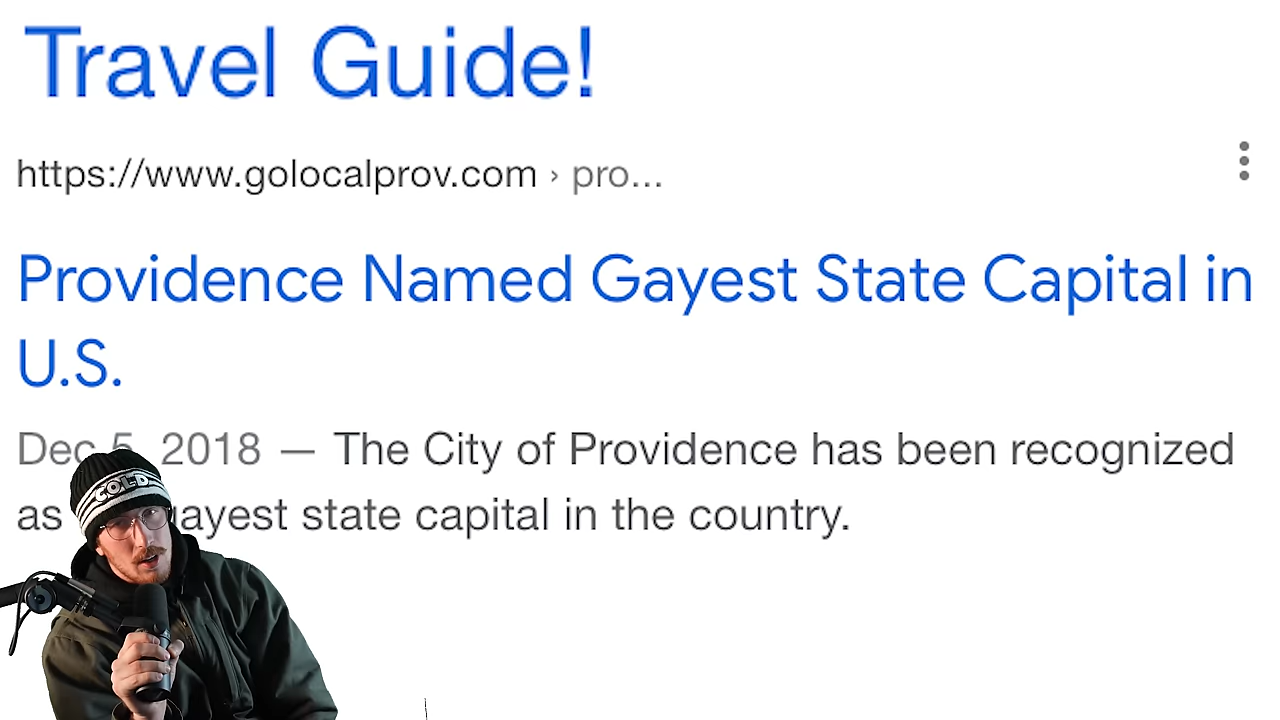 Travel Guide!
https://www.golocalprov.com › pro...
Providence Named Gayest State Capital in
U.S.
Dec 5, 2018 — The City of Providence has been recognized
as gayest state capital in the country.
COLD